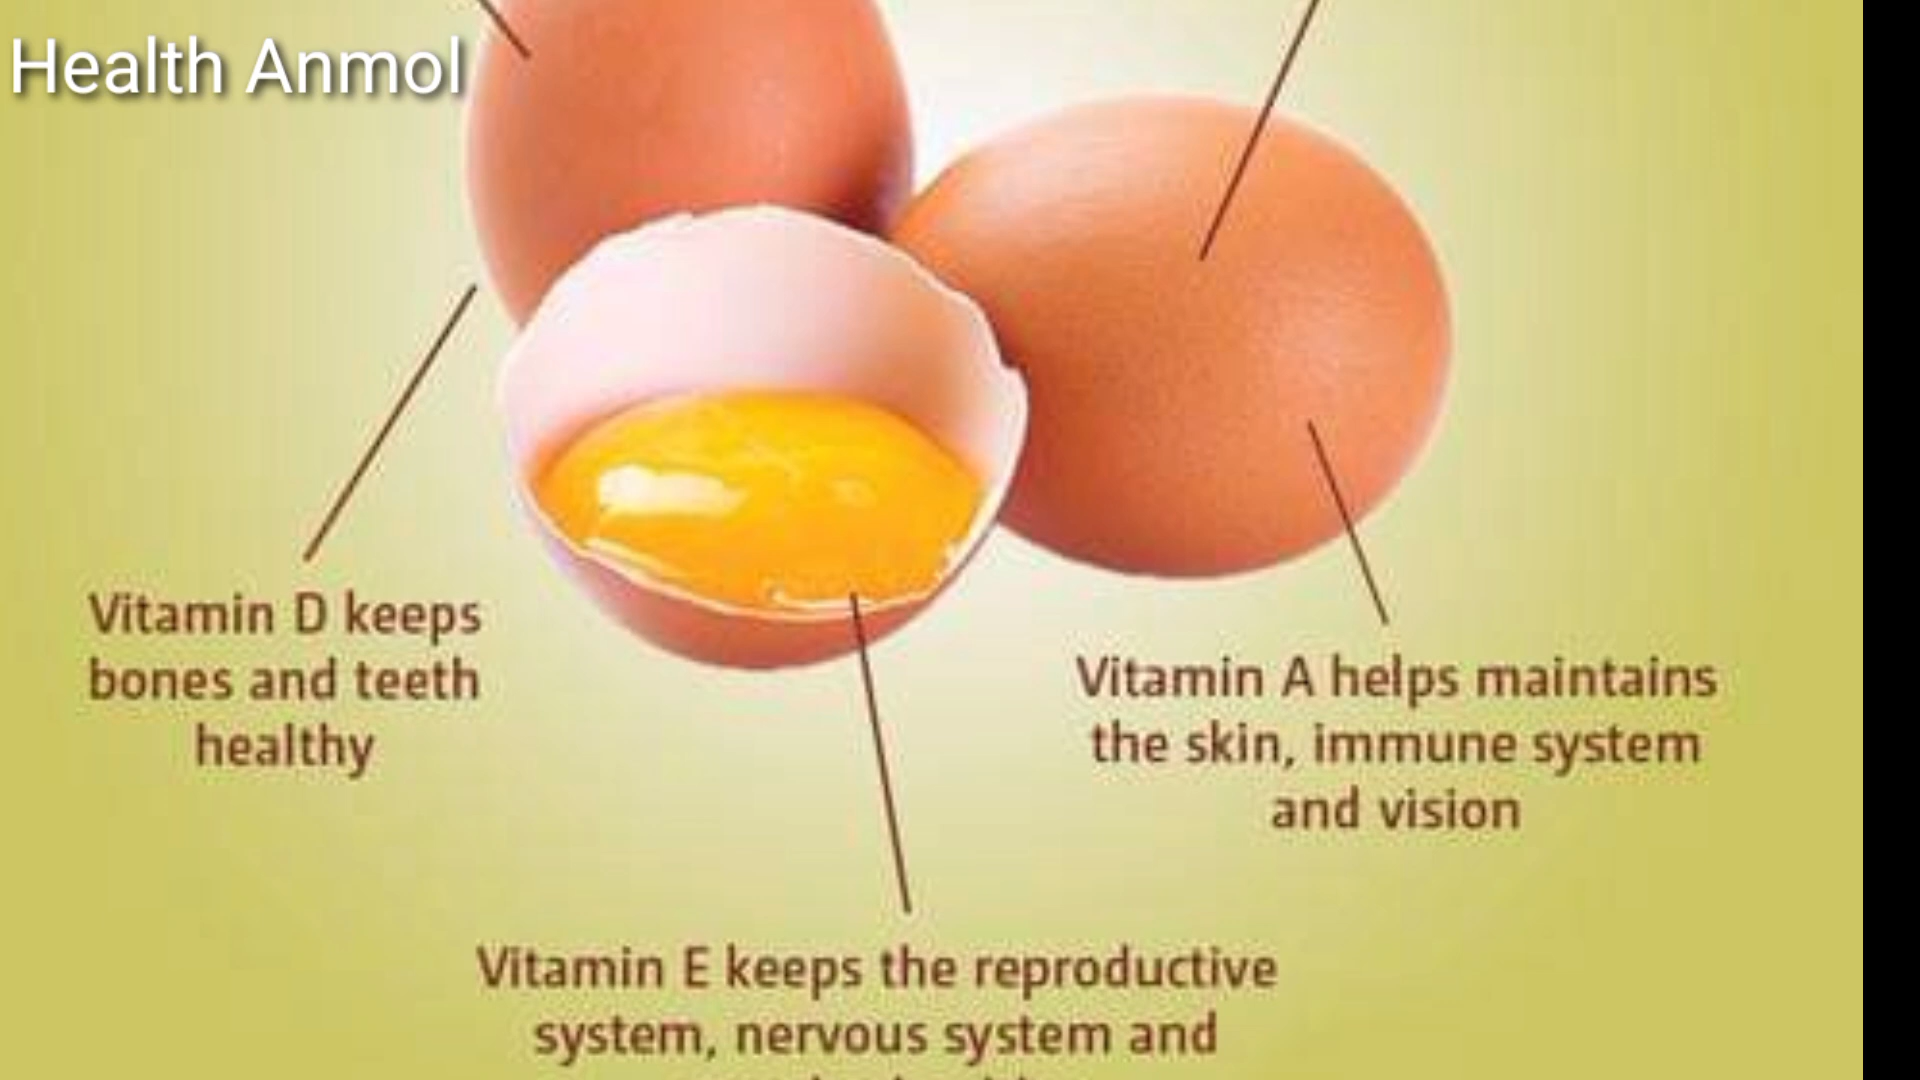 Health Anmol
Vitamin D keeps
bones and teeth
healthy
Vitamin A helps maintains
the skin, immune system
and vision
Vitamin E keeps the reproductive
system, nervous system and